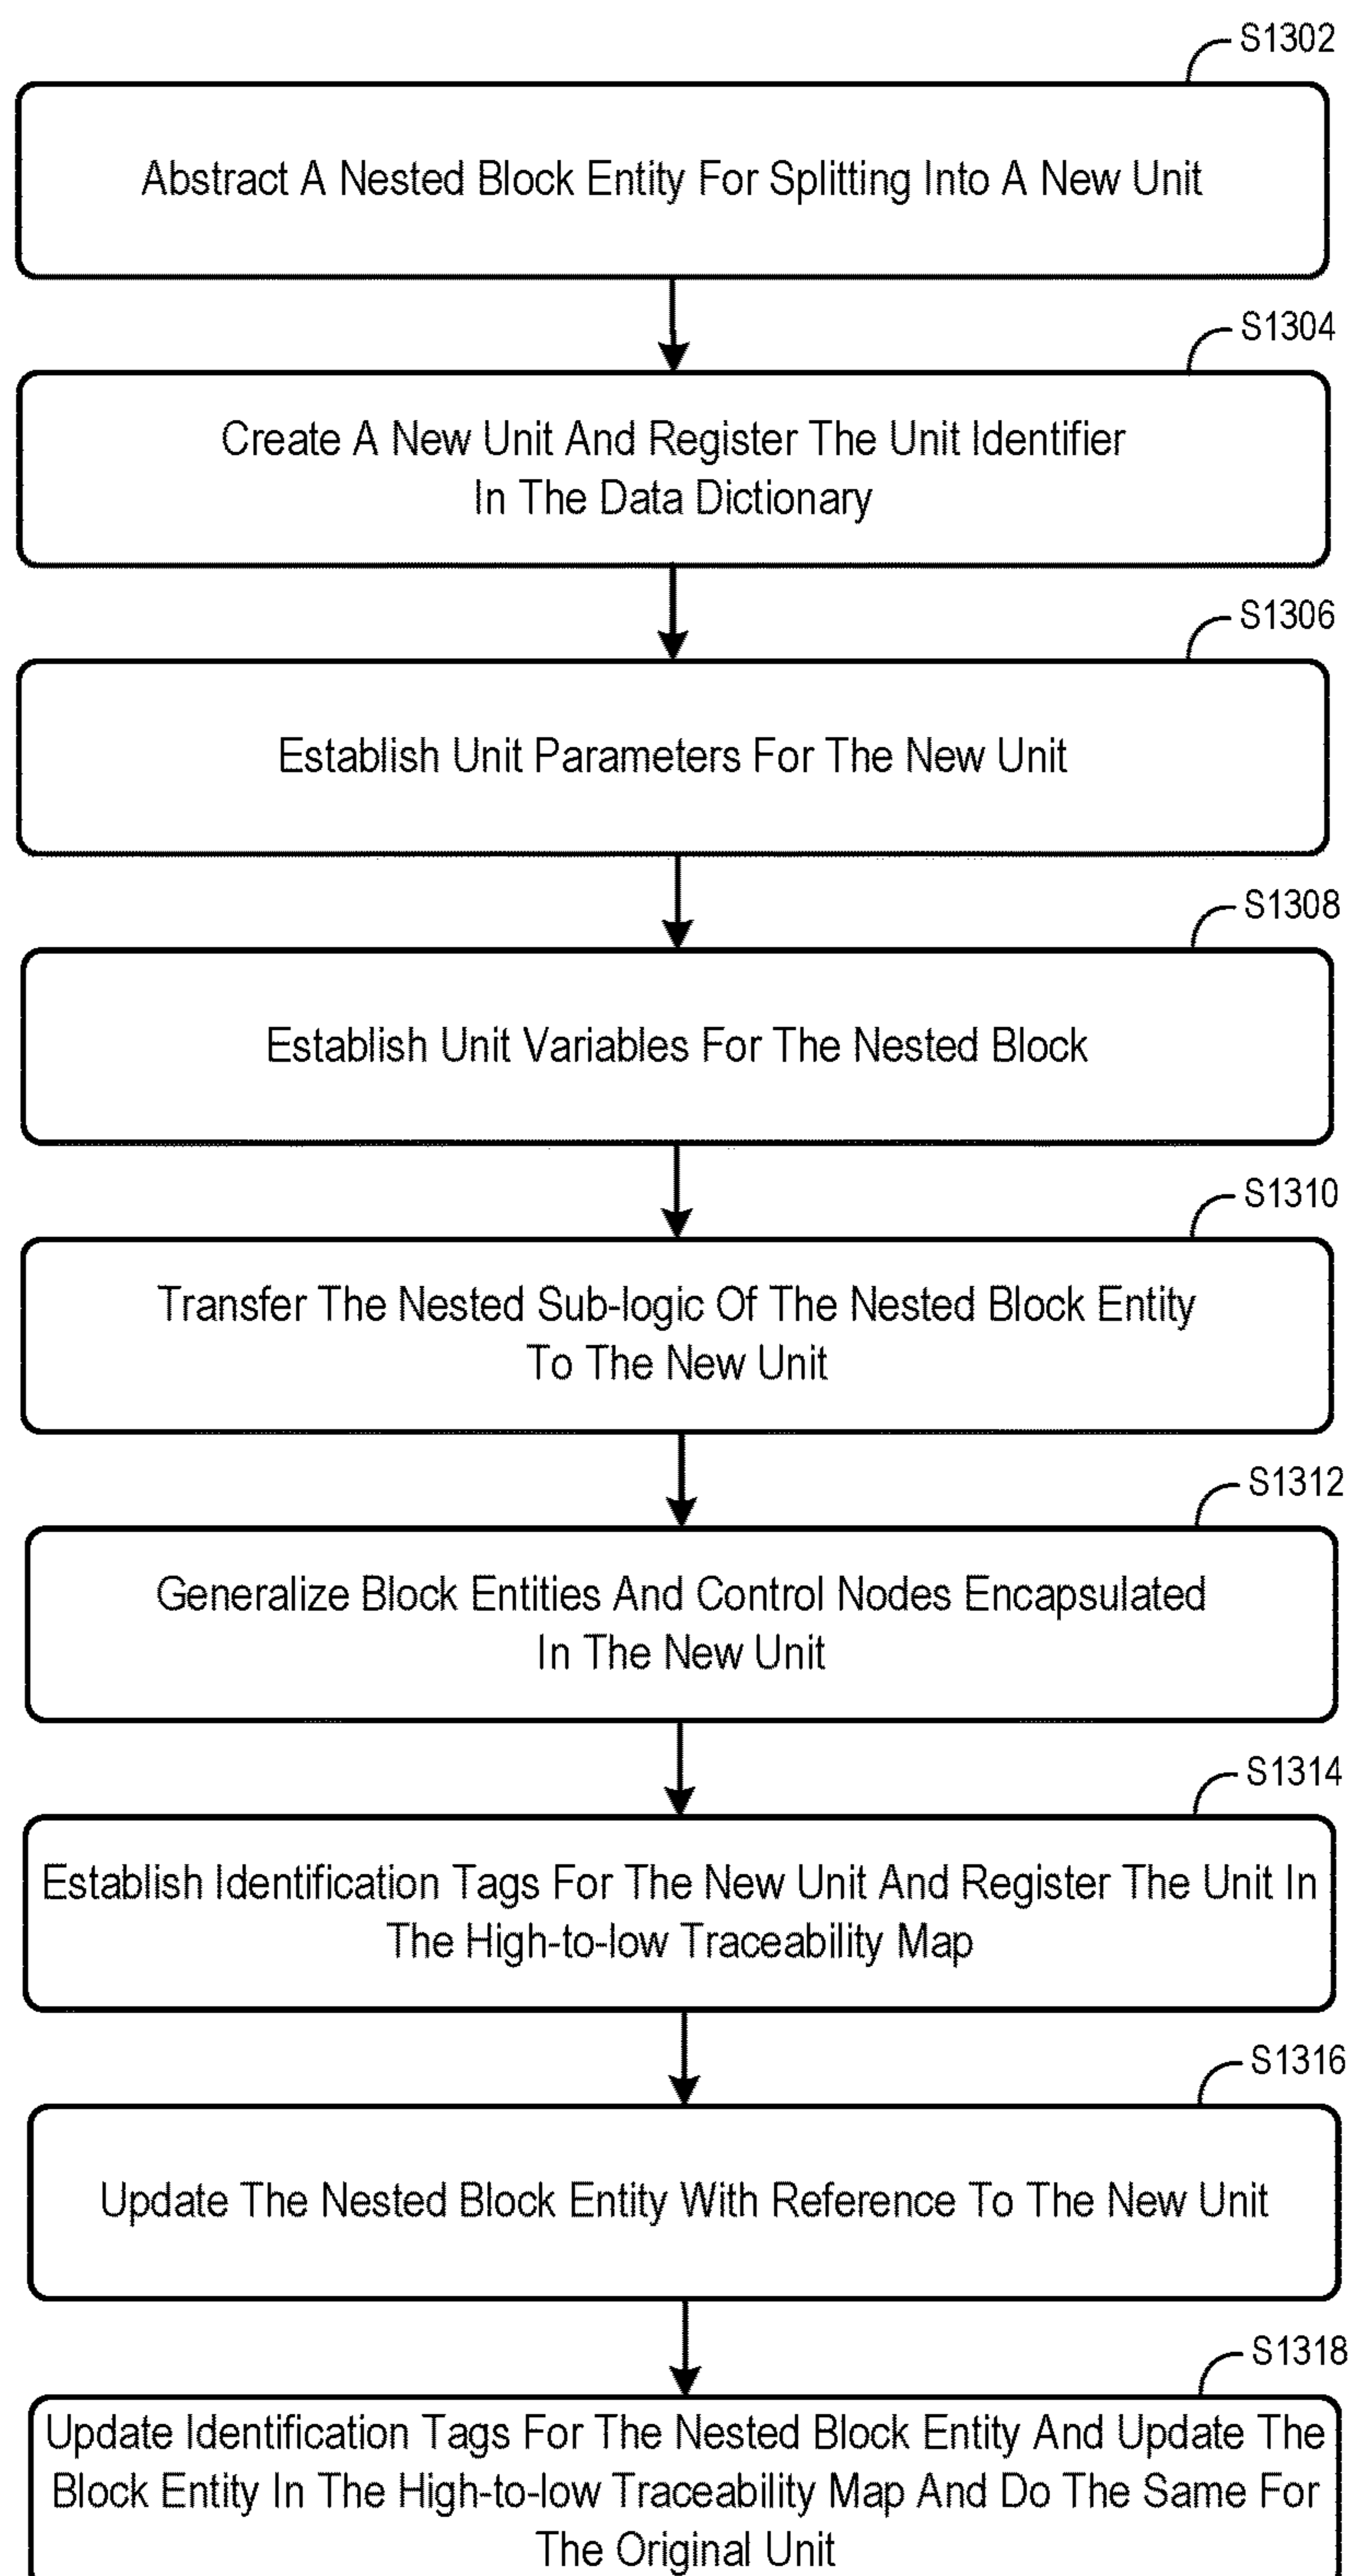 S1302
Abstract A Nested Block Entity For Splitting Into A New Unit
S1304
Create A New Unit And Register The Unit Identifier
In The Data Dictionary
S1306
Establish Unit Parameters For The New Unit
S1308
Establish Unit Variables For The Nested Block
S1310
Transfer The Nested Sub-logic Of The Nested Block Entity
To The New Unit
S1312
Generalize Block Entities And Control Nodes Encapsulated
In The New Unit
S1314
Establish Identification Tags For The New Unit And Register The Unit In
The High-to-low Traceability Map
S1316
Update The Nested Block Entity With Reference To The New Unit
S1318
Update Identification Tags For The Nested Block Entity And Update The
Block Entity In The High-to-low Traceability Map And Do The Same For
The Original Unit